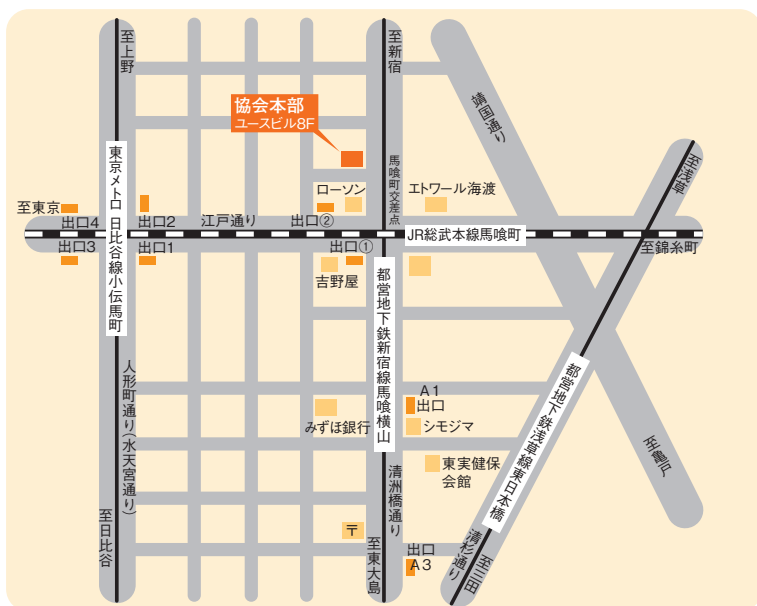 至上野
至新宿
靖国通り
協会本部
ユースビル8F
至浅草
東京メトロ 日比谷線小伝馬町
馬喰町交差点
ローソン
エトワール海渡
至東京
出口4
出口2
江戸通り
出口②
JR総武本線馬喰町
出口3
出口1
出口①
至錦糸町
吉野屋
都営地下鉄新宿線馬喰横山
都営地下鉄浅草線東日本橋
人形町通り(水天宮通り)
A1
出口
みずほ銀行
シモジマ
至亀戸
東実健保
会館
清洲橋通り
至日比谷
〒
至東大島
出口
A3
清杉通り
至三田